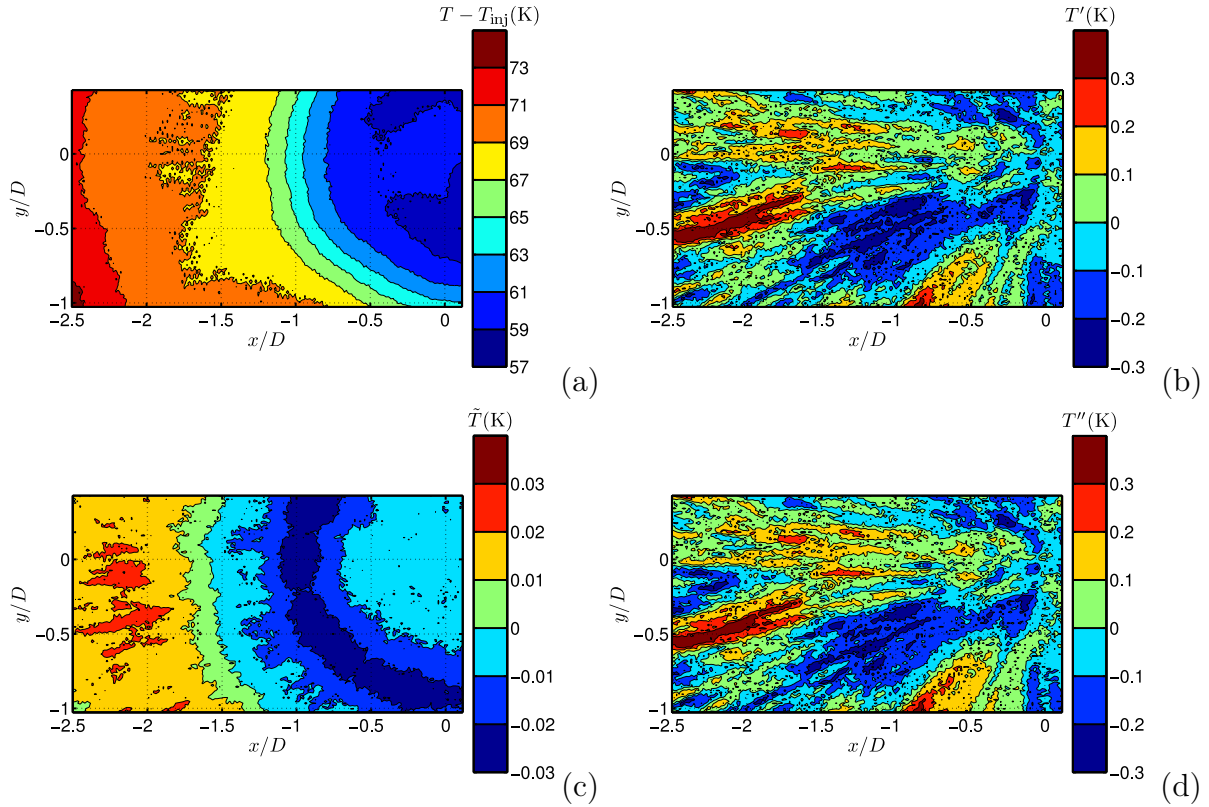 T − T_inj(K)
73
71
69
67
65
63
61
59
57
0
−0.5
−1
y/D
−2.5 −2 −1.5 −1 −0.5 0
x/D
(a)
T′(K)
0.3
0.2
0.1
0
−0.1
−0.2
−0.3
0
−0.5
−1
y/D
−2.5 −2 −1.5 −1 −0.5 0
x/D
(b)
T̃(K)
0.03
0.02
0.01
0
−0.01
−0.02
−0.03
0
−0.5
−1
y/D
−2.5 −2 −1.5 −1 −0.5 0
x/D
(c)
T″(K)
0.3
0.2
0.1
0
−0.1
−0.2
−0.3
0
−0.5
−1
y/D
−2.5 −2 −1.5 −1 −0.5 0
x/D
(d)